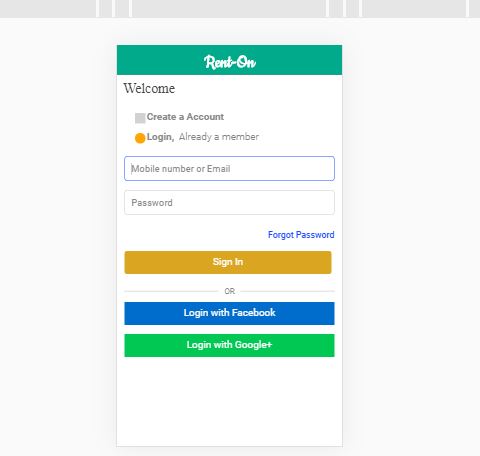 Rent-On
Welcome
Create a Account
Login, Already a member
Mobile number or Email
Password
Forgot Password
Sign In
OR
Login with Facebook
Login with Google+